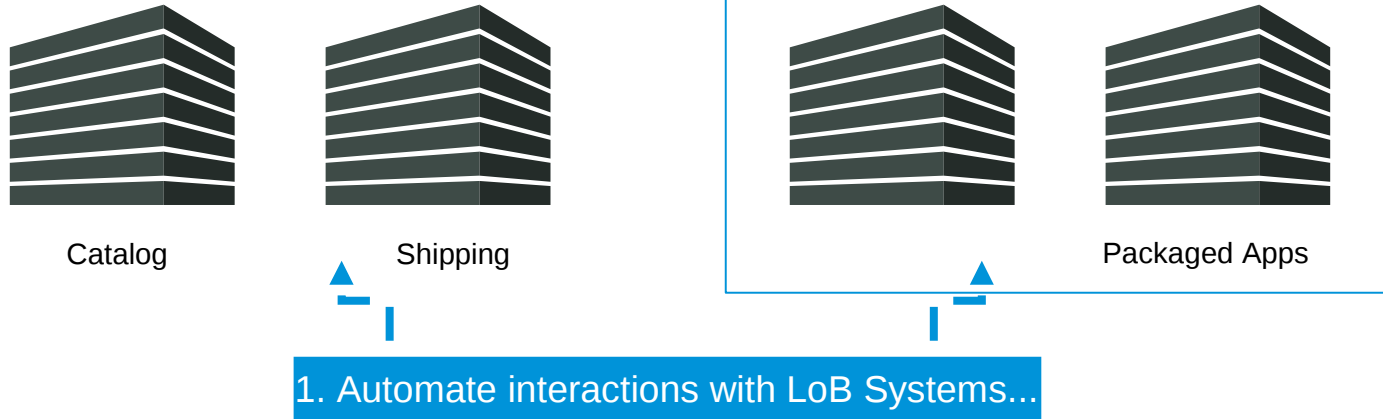 Catalog
Shipping
Packaged Apps
1. Automate interactions with LoB Systems...